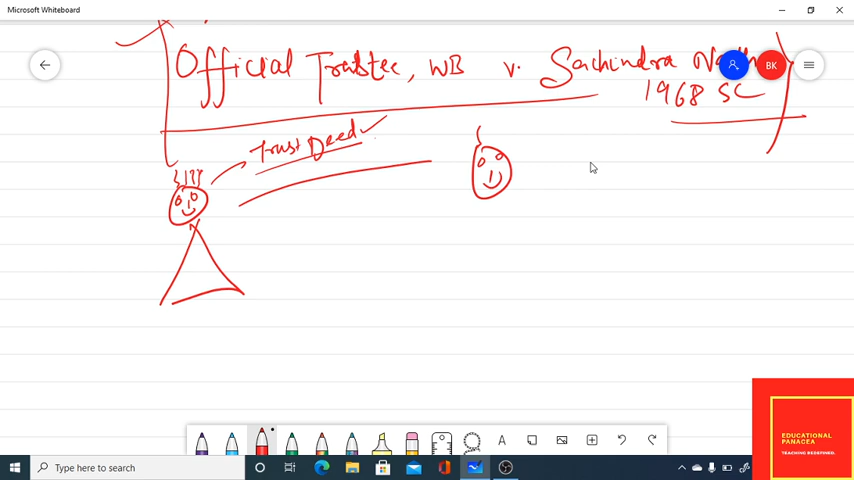 Microsoft Whiteboard
Official Trustee, WB v. Sachindra Nath
BK
1968 SC
Trust Deed
EDUCATIONAL
PANACEA
TEACHING REDEFINED.
A
Type here to search